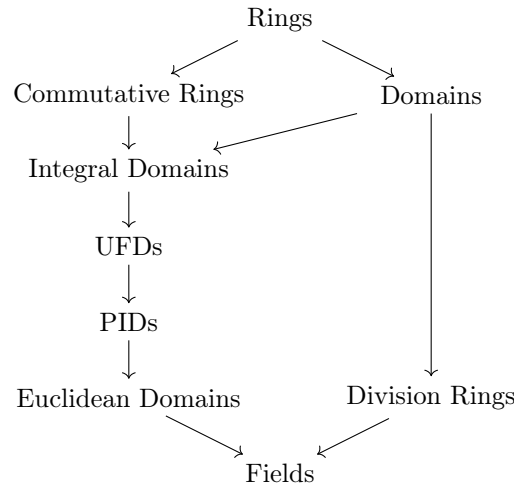 Rings
Commutative Rings
Domains
Integral Domains
UFDs
PIDs
Euclidean Domains
Division Rings
Fields